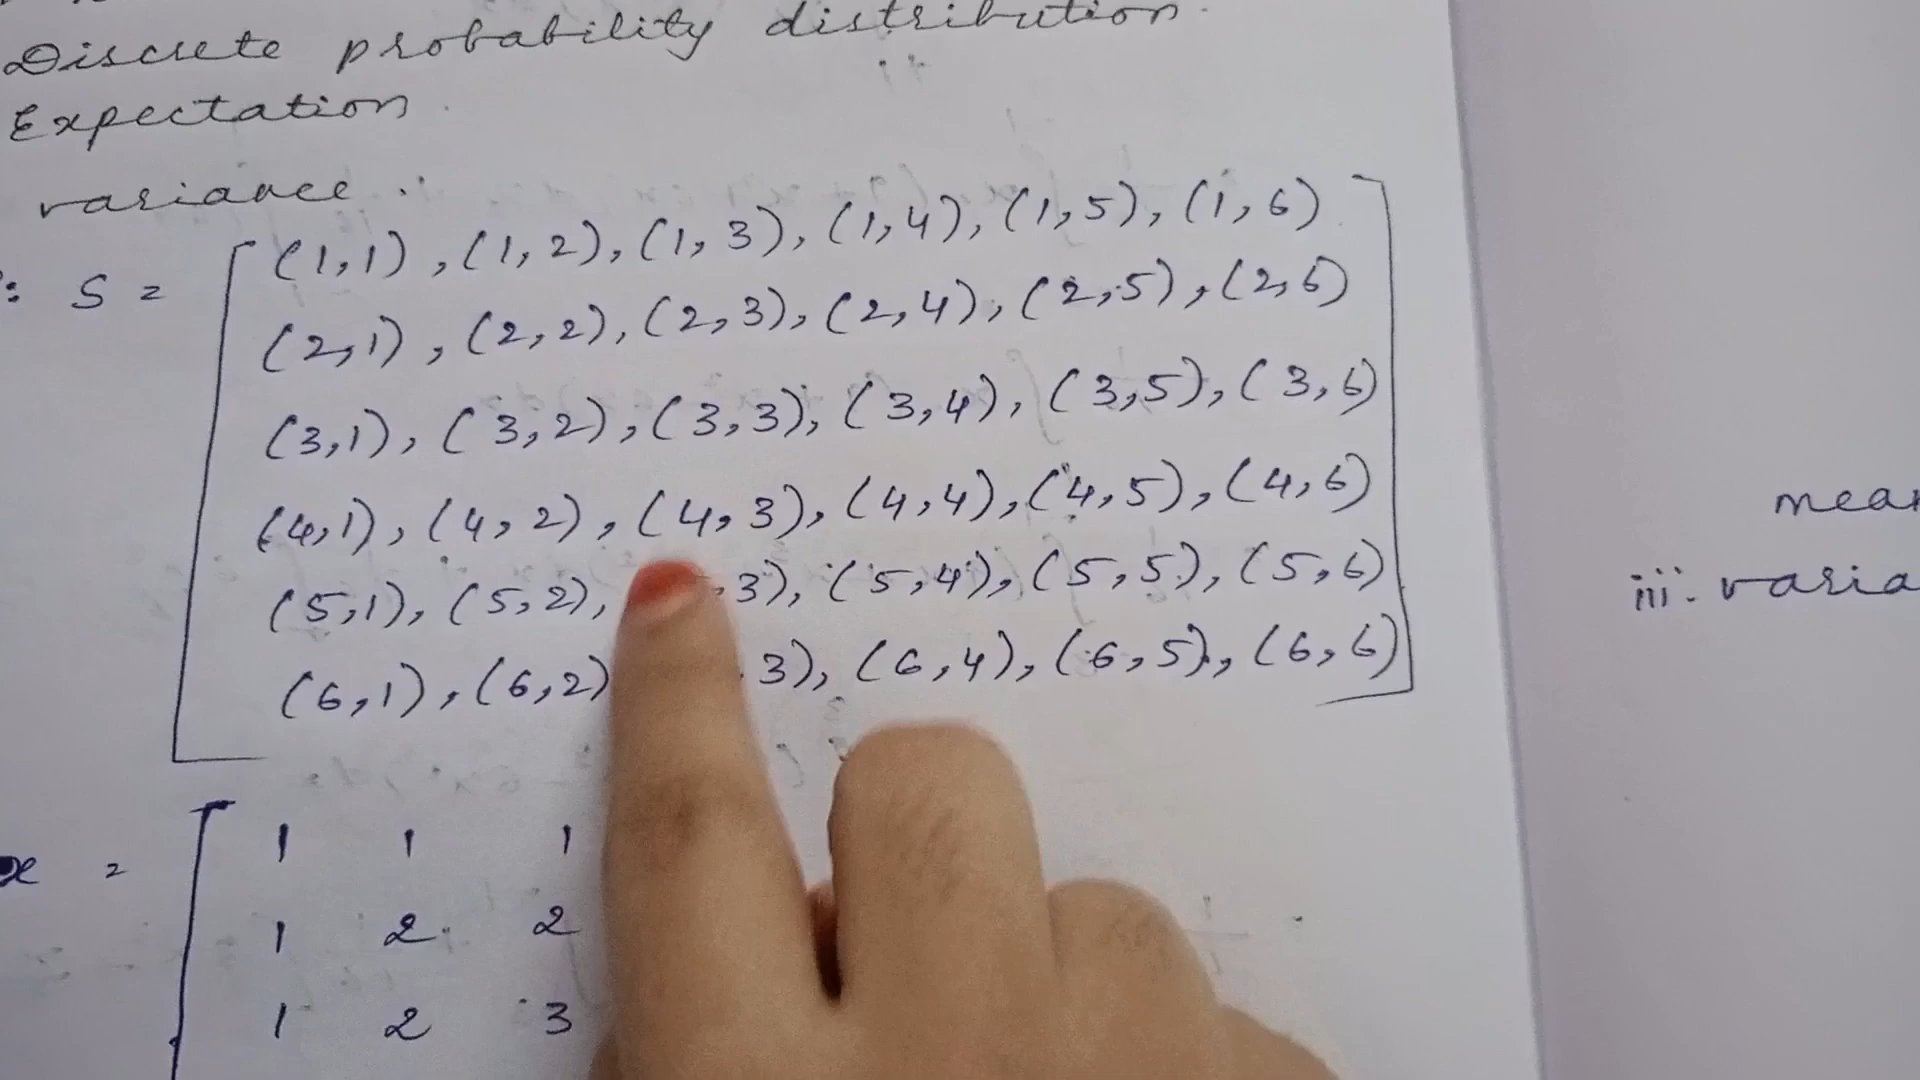 Discrete probability distribution.
Expectation.
variance.
: S = (1,1), (1,2), (1,3), (1,4), (1,5), (1,6)
(2,1), (2,2), (2,3), (2,4), (2,5), (2,6)
(3,1), (3,2), (3,3), (3,4), (3,5), (3,6)
(4,1), (4,2), (4,3), (4,4), (4,5), (4,6)
(5,1), (5,2), ,3), (5,4), (5,5), (5,6)
(6,1), (6,2) 3), (6,4), (6,5), (6,6)
x = 1 1 1
1 2 2
1 2 3
mean
iii. varia